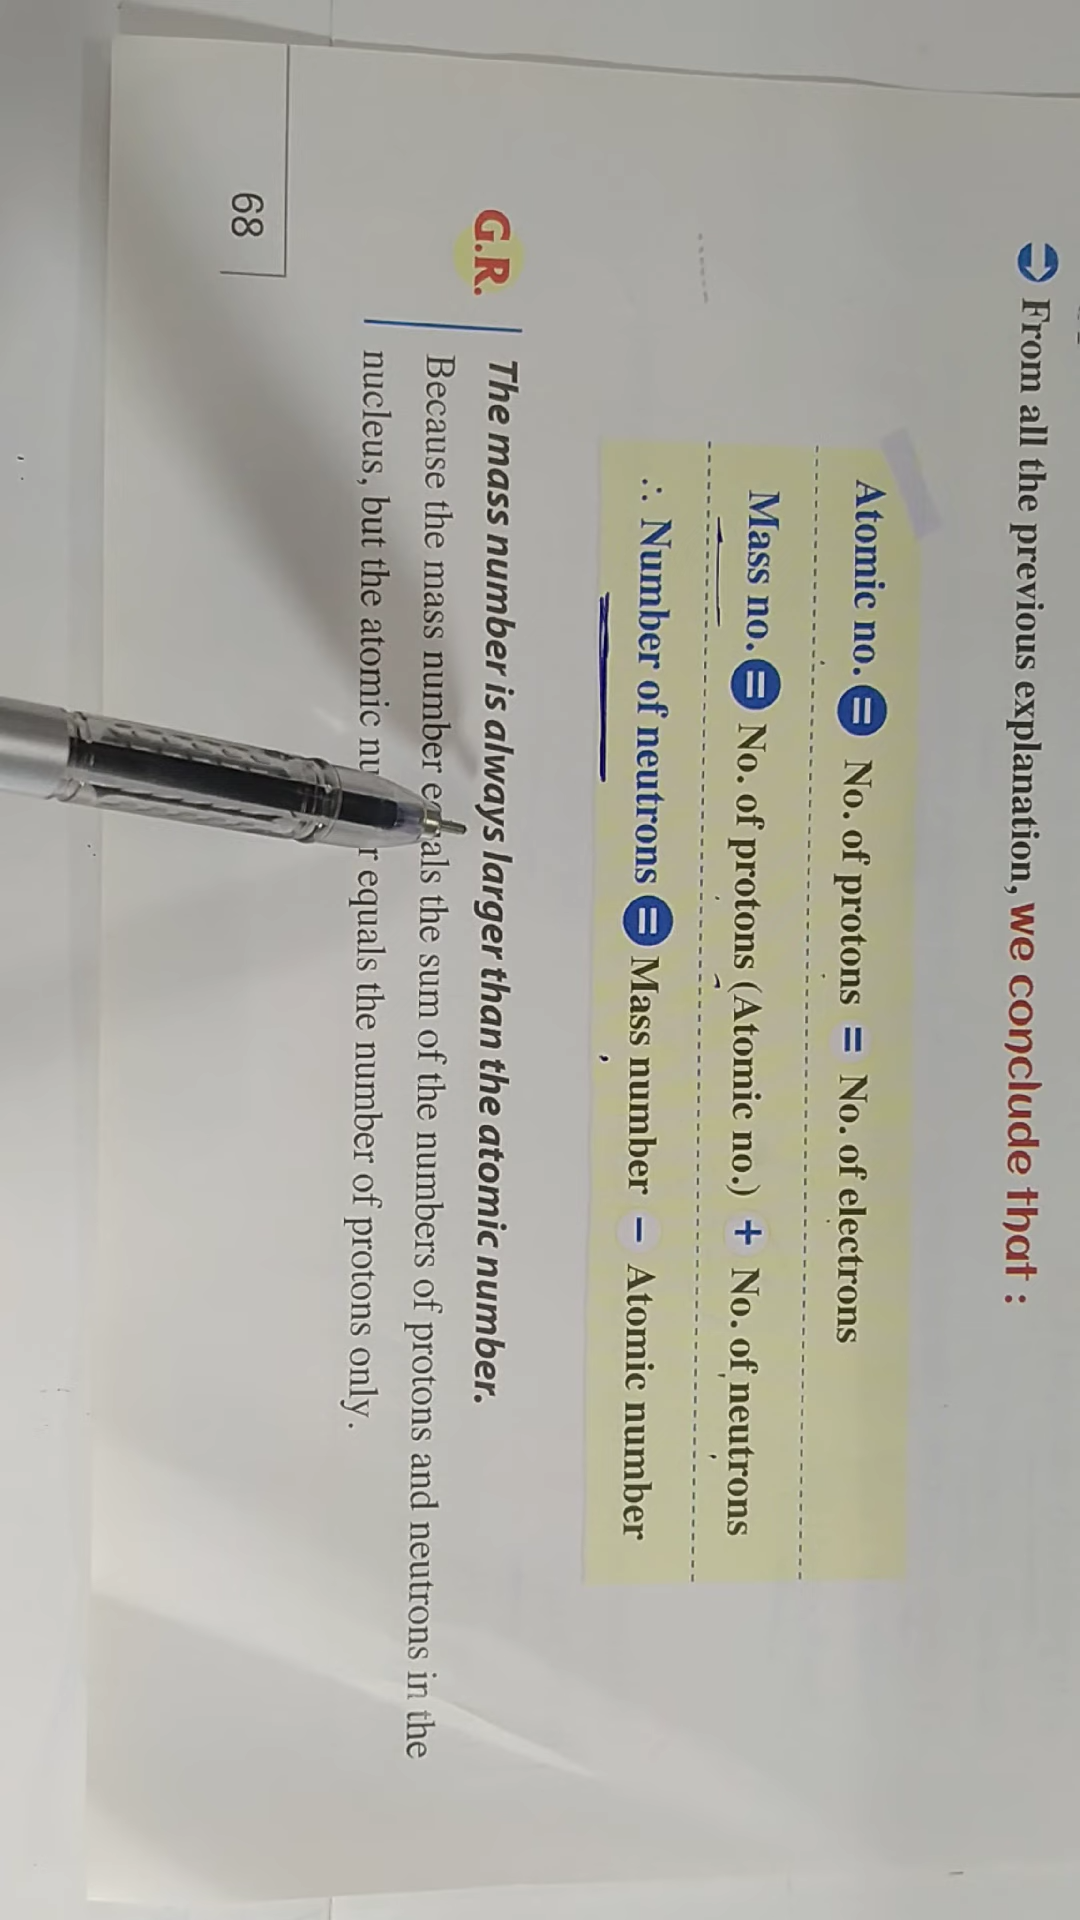 From all the previous explanation, we conclude that :
Atomic no. = No. of protons = No. of electrons
Mass no. = No. of protons (Atomic no.) + No. of neutrons
∴ Number of neutrons = Mass number − Atomic number
G.R. The mass number is always larger than the atomic number.
Because the mass number equals the sum of the numbers of protons and neutrons in the
nucleus, but the atomic equals the number of protons only.
68